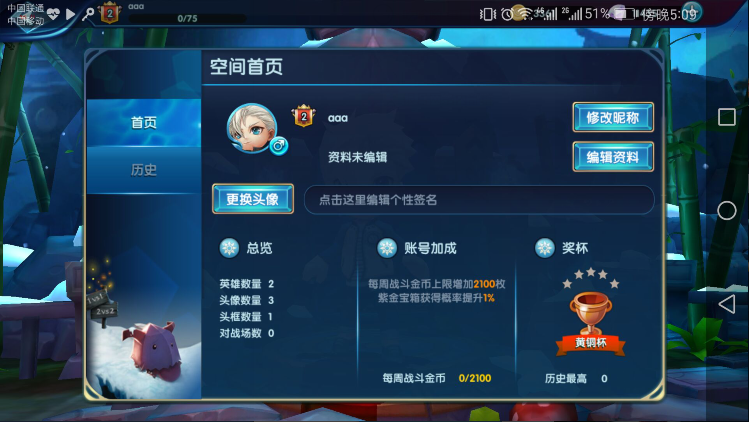 中国联通
中国移动
2
aaa
0/75
4G
2G
51%
傍晚5:09
空间首页
首页
历史
2
aaa
修改昵称
资料未编辑
编辑资料
更换头像
点击这里编辑个性签名
总览
账号加成
奖杯
英雄数量 2
头像数量 3
头框数量 1
对战场数 0
每周战斗金币上限增加2100枚
紫金宝箱获得概率提升1%
1vs1
2vs2
黄铜杯
每周战斗金币 0/2100
历史最高 0